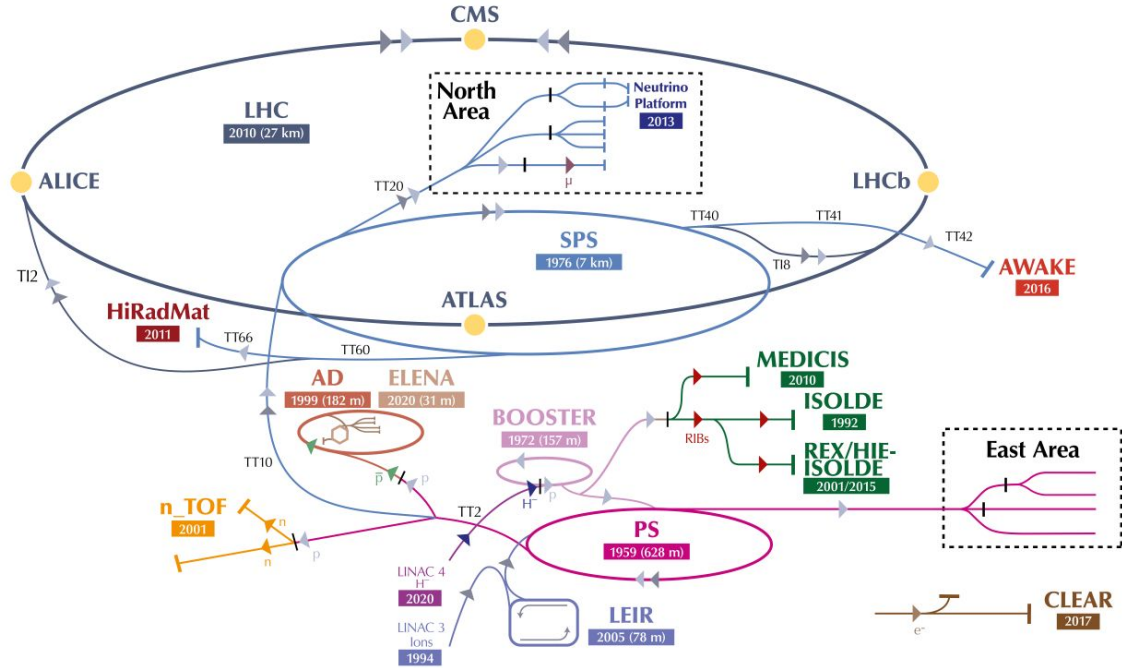 CMS
North
Area
Neutrino
Platform
2013
LHC
2010 (27 km)
ALICE
LHCb
TT20
μ
TT40
TT41
TT42
SPS
1976 (7 km)
TI8
AWAKE
2016
TI2
ATLAS
HiRadMat
2011
TT66
TT60
AD
1999 (182 m)
ELENA
2020 (31 m)
MEDICIS
2010
BOOSTER
1972 (157 m)
ISOLDE
1992
RIBs
REX/HIE-
ISOLDE
2001/2015
East Area
TT10
p̅
p
H⁻
p
TT2
n_TOF
2001
n
n
p
PS
1959 (628 m)
LINAC 4
H⁻
2020
LINAC 3
Ions
1994
LEIR
2005 (78 m)
e⁻
CLEAR
2017